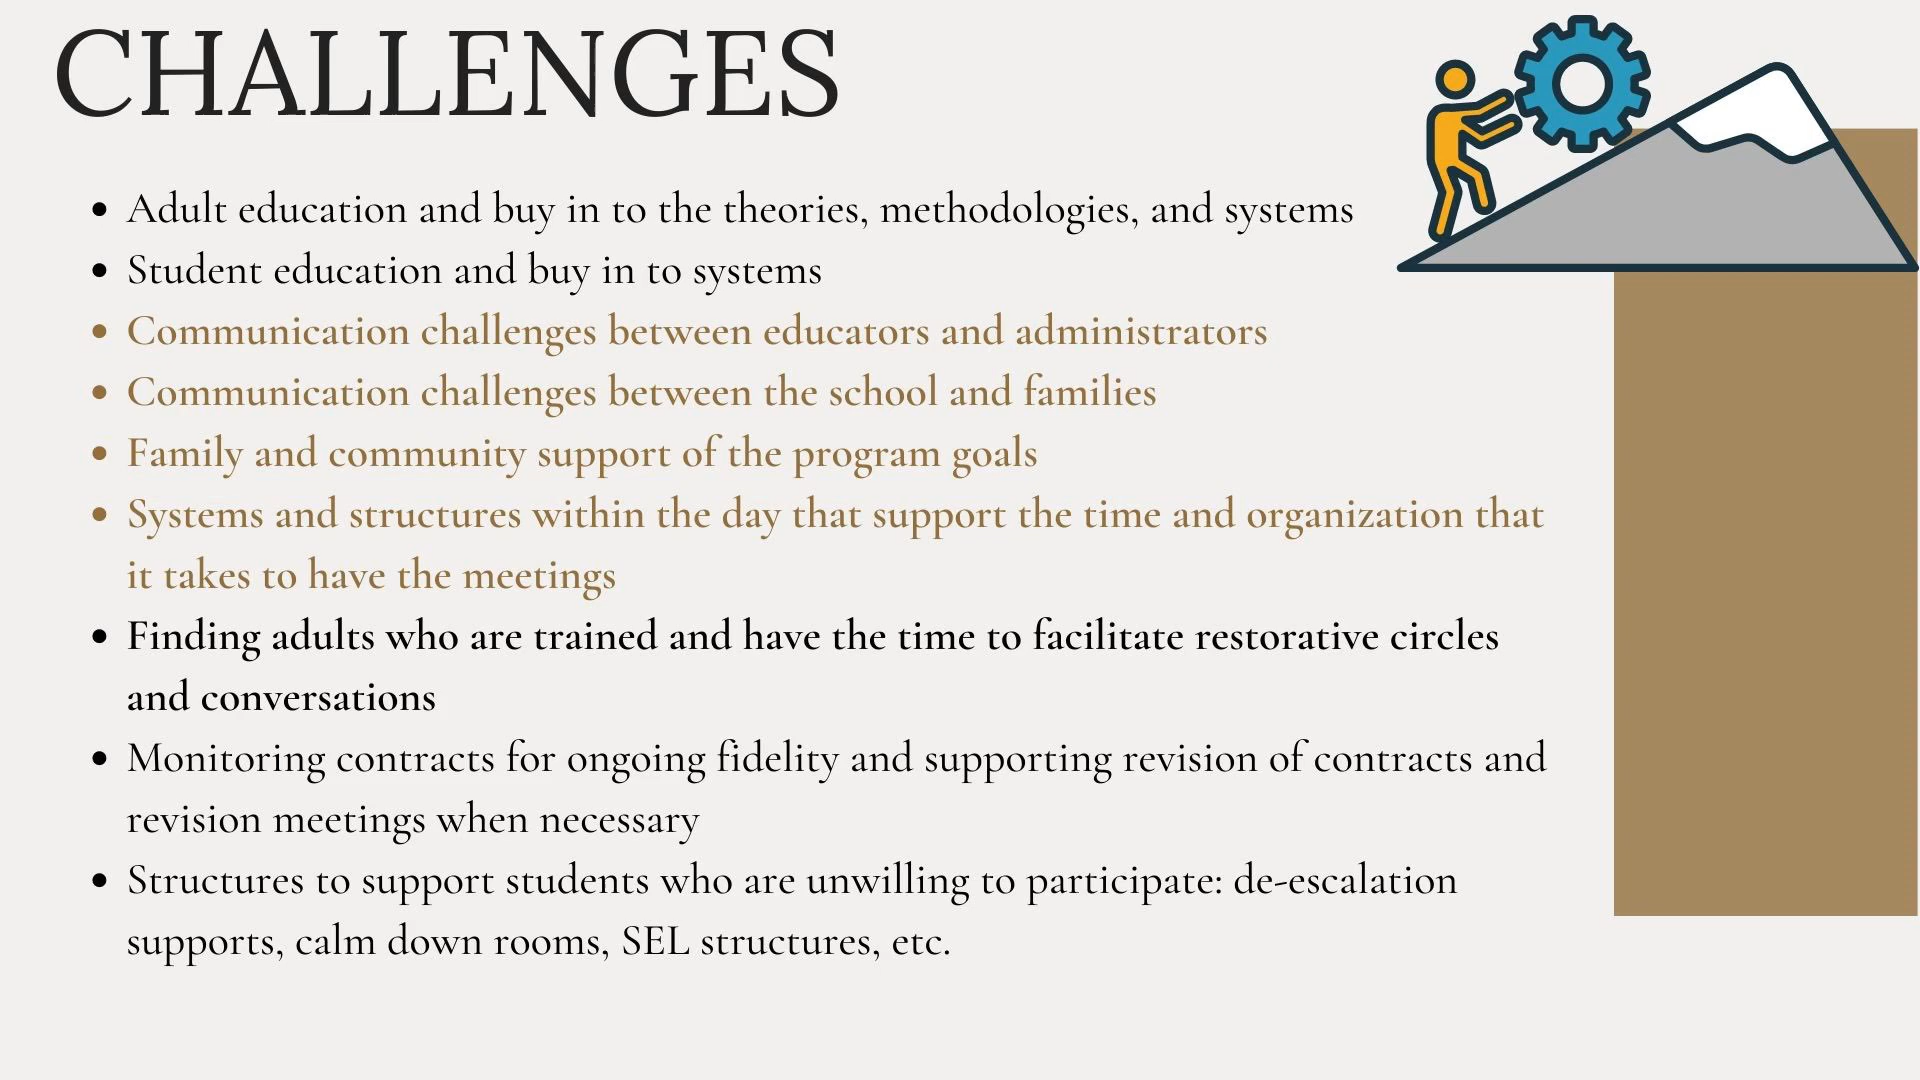 CHALLENGES
• Adult education and buy in to the theories, methodologies, and systems
• Student education and buy in to systems
• Communication challenges between educators and administrators
• Communication challenges between the school and families
• Family and community support of the program goals
• Systems and structures within the day that support the time and organization that
it takes to have the meetings
• Finding adults who are trained and have the time to facilitate restorative circles
and conversations
• Monitoring contracts for ongoing fidelity and supporting revision of contracts and
revision meetings when necessary
• Structures to support students who are unwilling to participate: de-escalation
supports, calm down rooms, SEL structures, etc.